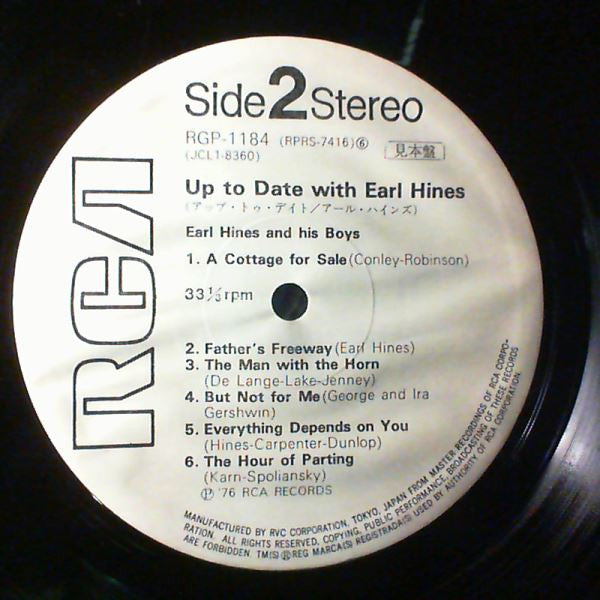 RCA
Side 2 Stereo
RGP-1184 (RPRS-7416)⑥
(JCL1-8360)
見本盤
Up to Date with Earl Hines
(アップ・トゥ・デイト/アール・ハインズ)
Earl Hines and his Boys
1. A Cottage for Sale (Conley-Robinson)
33⅓rpm
2. Father's Freeway (Earl Hines)
3. The Man with the Horn
(De Lange-Lake-Jenney)
4. But Not for Me (George and Ira
Gershwin)
5. Everything Depends on You
(Hines-Carpenter-Dunlop)
6. The Hour of Parting
(Karn-Spoliansky)
Ⓟ '76 RCA RECORDS
MANUFACTURED BY RVC CORPORATION, TOKYO, JAPAN FROM MASTER RECORDINGS OF RCA CORPO-
RATION. ALL RIGHTS RESERVED, COPYING, PUBLIC PERFORMANCE, BROADCASTING OF THESE RECORDS
ARE FORBIDDEN TM(S)ⓇREG MARCA(S) REGISTRADA(S) USED BY AUTHORITY OF RCA CORPORATION.